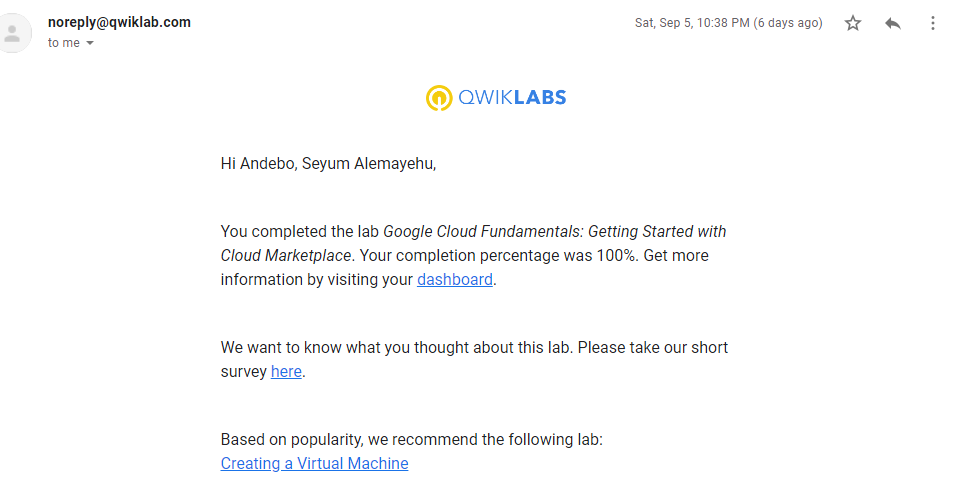 noreply@qwiklab.com
Sat, Sep 5, 10:38 PM (6 days ago)
to me
QWIKLABS
Hi Andebo, Seyum Alemayehu,
You completed the lab Google Cloud Fundamentals: Getting Started with
Cloud Marketplace. Your completion percentage was 100%. Get more
information by visiting your dashboard.
We want to know what you thought about this lab. Please take our short
survey here.
Based on popularity, we recommend the following lab:
Creating a Virtual Machine